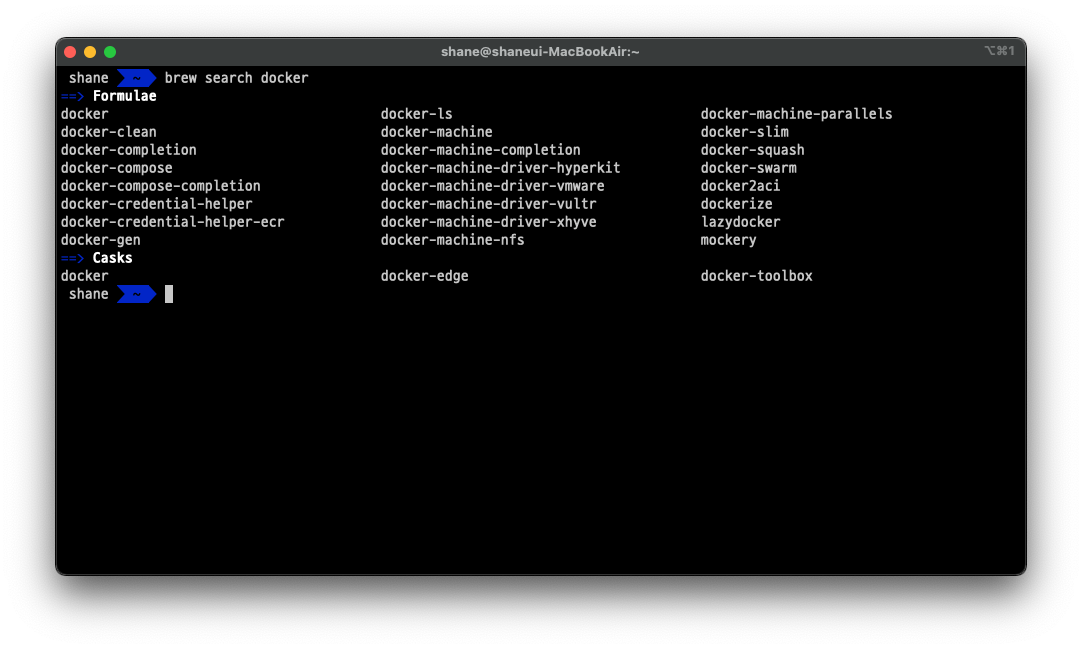 shane@shaneui-MacBookAir:~ ⌥⌘1
shane ~ brew search docker
==> Formulae
docker docker-ls docker-machine-parallels
docker-clean docker-machine docker-slim
docker-completion docker-machine-completion docker-squash
docker-compose docker-machine-driver-hyperkit docker-swarm
docker-compose-completion docker-machine-driver-vmware docker2aci
docker-credential-helper docker-machine-driver-vultr dockerize
docker-credential-helper-ecr docker-machine-driver-xhyve lazydocker
docker-gen docker-machine-nfs mockery
==> Casks
docker docker-edge docker-toolbox
shane ~